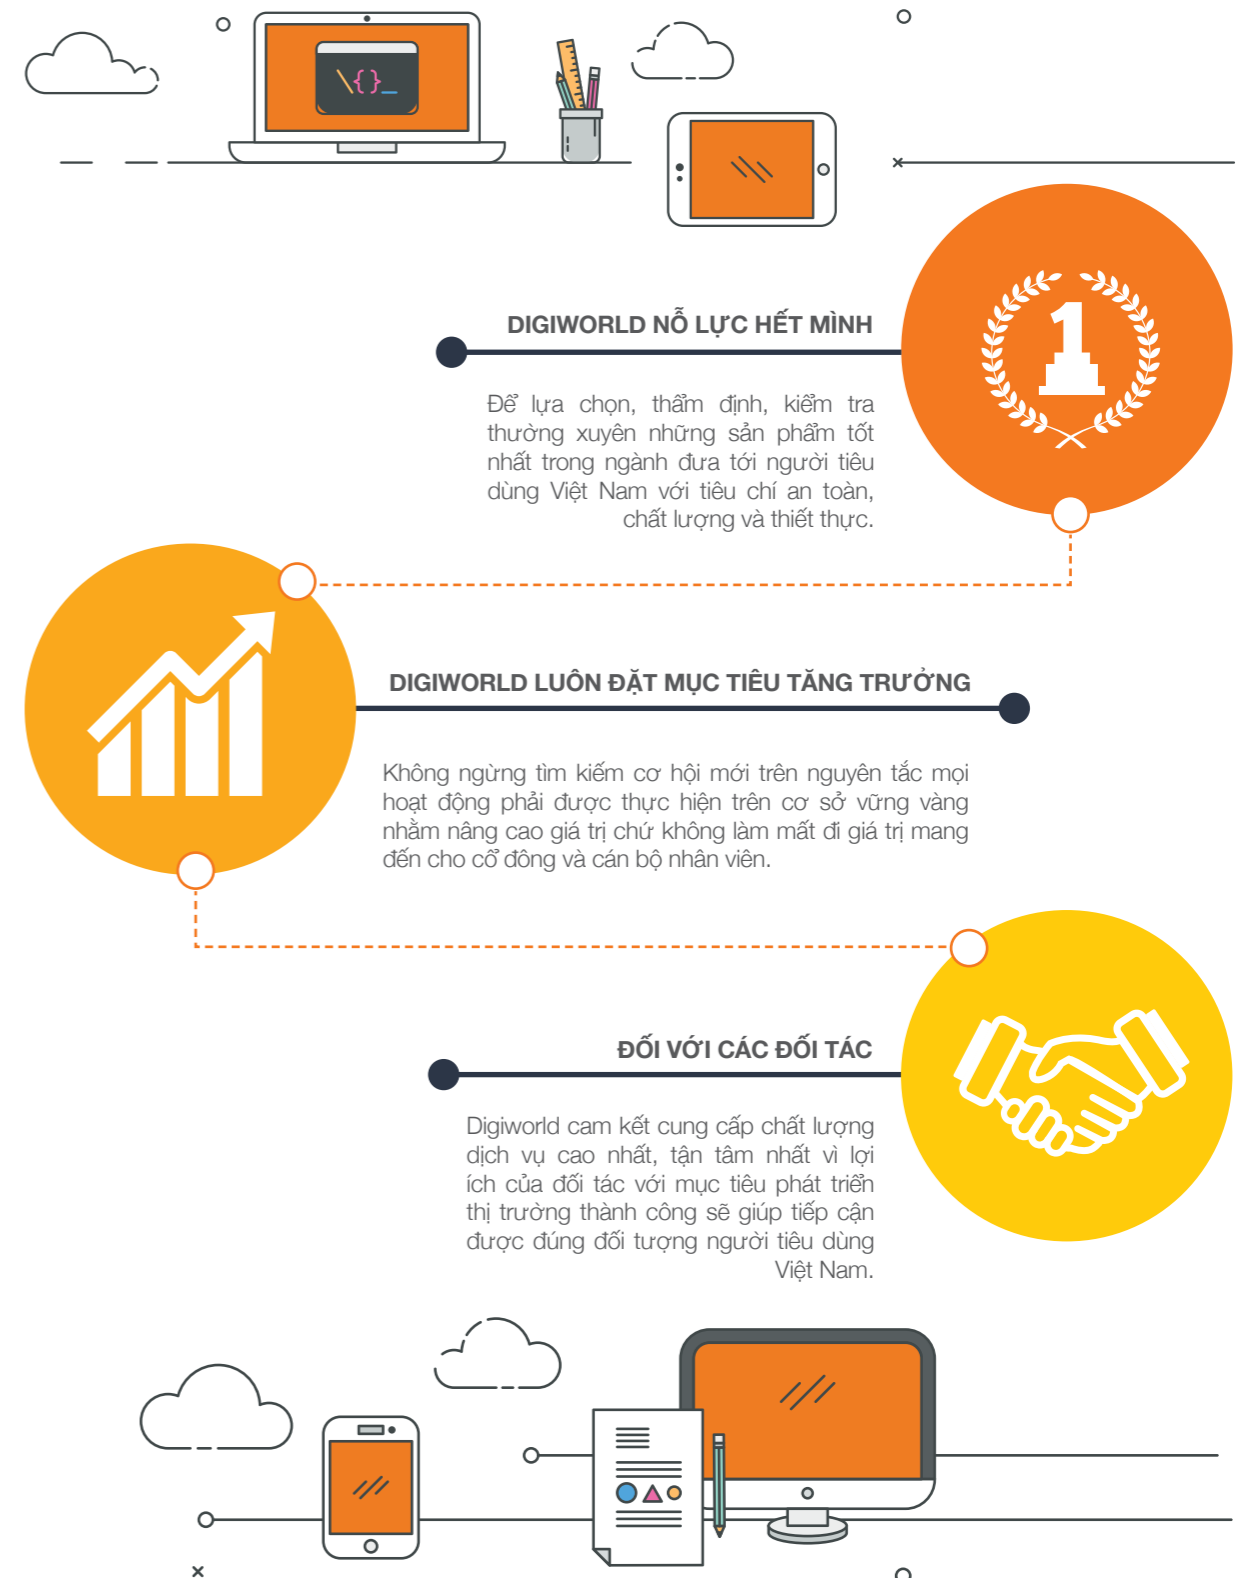 \{}_
DIGIWORLD NỖ LỰC HẾT MÌNH
Để lựa chọn, thẩm định, kiểm tra
thường xuyên những sản phẩm tốt
nhất trong ngành đưa tới người tiêu
dùng Việt Nam với tiêu chí an toàn,
chất lượng và thiết thực.
1
DIGIWORLD LUÔN ĐẶT MỤC TIÊU TĂNG TRƯỞNG
Không ngừng tìm kiếm cơ hội mới trên nguyên tắc mọi
hoạt động phải được thực hiện trên cơ sở vững vàng
nhằm nâng cao giá trị chứ không làm mất đi giá trị mang
đến cho cổ đông và cán bộ nhân viên.
ĐỐI VỚI CÁC ĐỐI TÁC
Digiworld cam kết cung cấp chất lượng
dịch vụ cao nhất, tận tâm nhất vì lợi
ích của đối tác với mục tiêu phát triển
thị trường thành công sẽ giúp tiếp cận
được đúng đối tượng người tiêu dùng
Việt Nam.